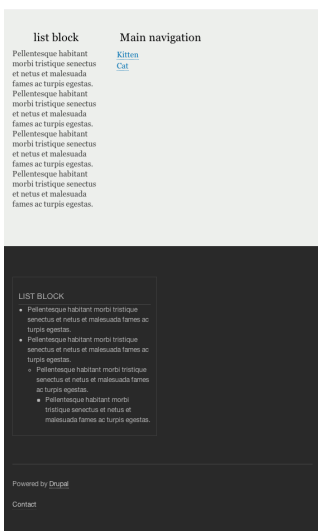 list block
Pellentesque habitant
morbi tristique senectus
et netus et malesuada
fames ac turpis egestas.
Pellentesque habitant
morbi tristique senectus
et netus et malesuada
fames ac turpis egestas.
Pellentesque habitant
morbi tristique senectus
et netus et malesuada
fames ac turpis egestas.
Pellentesque habitant
morbi tristique senectus
et netus et malesuada
fames ac turpis egestas.
Main navigation
Kitten
Cat
LIST BLOCK
Pellentesque habitant morbi tristique
senectus et netus et malesuada fames ac
turpis egestas.
Pellentesque habitant morbi tristique
senectus et netus et malesuada fames ac
turpis egestas.
Pellentesque habitant morbi tristique
senectus et netus et malesuada fames
ac turpis egestas.
Pellentesque habitant morbi
tristique senectus et netus et
malesuada fames ac turpis egestas.
Powered by Drupal
Contact